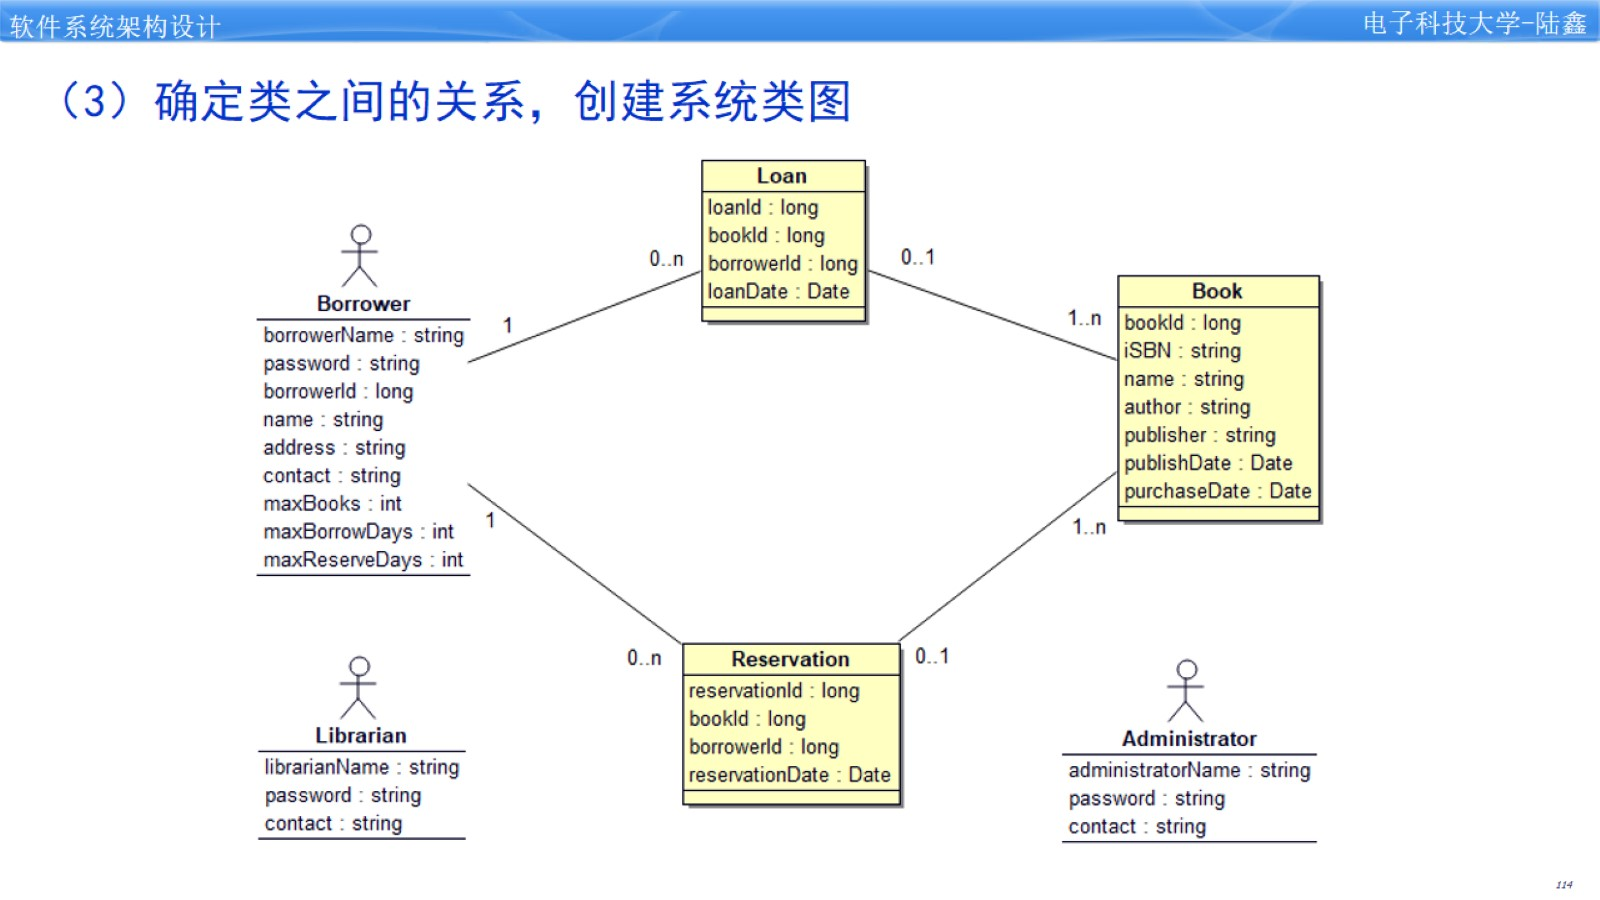 软件系统架构设计
电子科技大学-陆鑫
（3）确定类之间的关系，创建系统类图
Loan
loanId : long
bookId : long
borrowerId : long
loanDate : Date
0..n
0..1
Borrower
borrowerName : string
password : string
borrowerId : long
name : string
address : string
contact : string
maxBooks : int
maxBorrowDays : int
maxReserveDays : int
1
1
Book
bookId : long
iSBN : string
name : string
author : string
publisher : string
publishDate : Date
purchaseDate : Date
1..n
1..n
0..n
0..1
Reservation
reservationId : long
bookId : long
borrowerId : long
reservationDate : Date
Librarian
librarianName : string
password : string
contact : string
Administrator
administratorName : string
password : string
contact : string
114